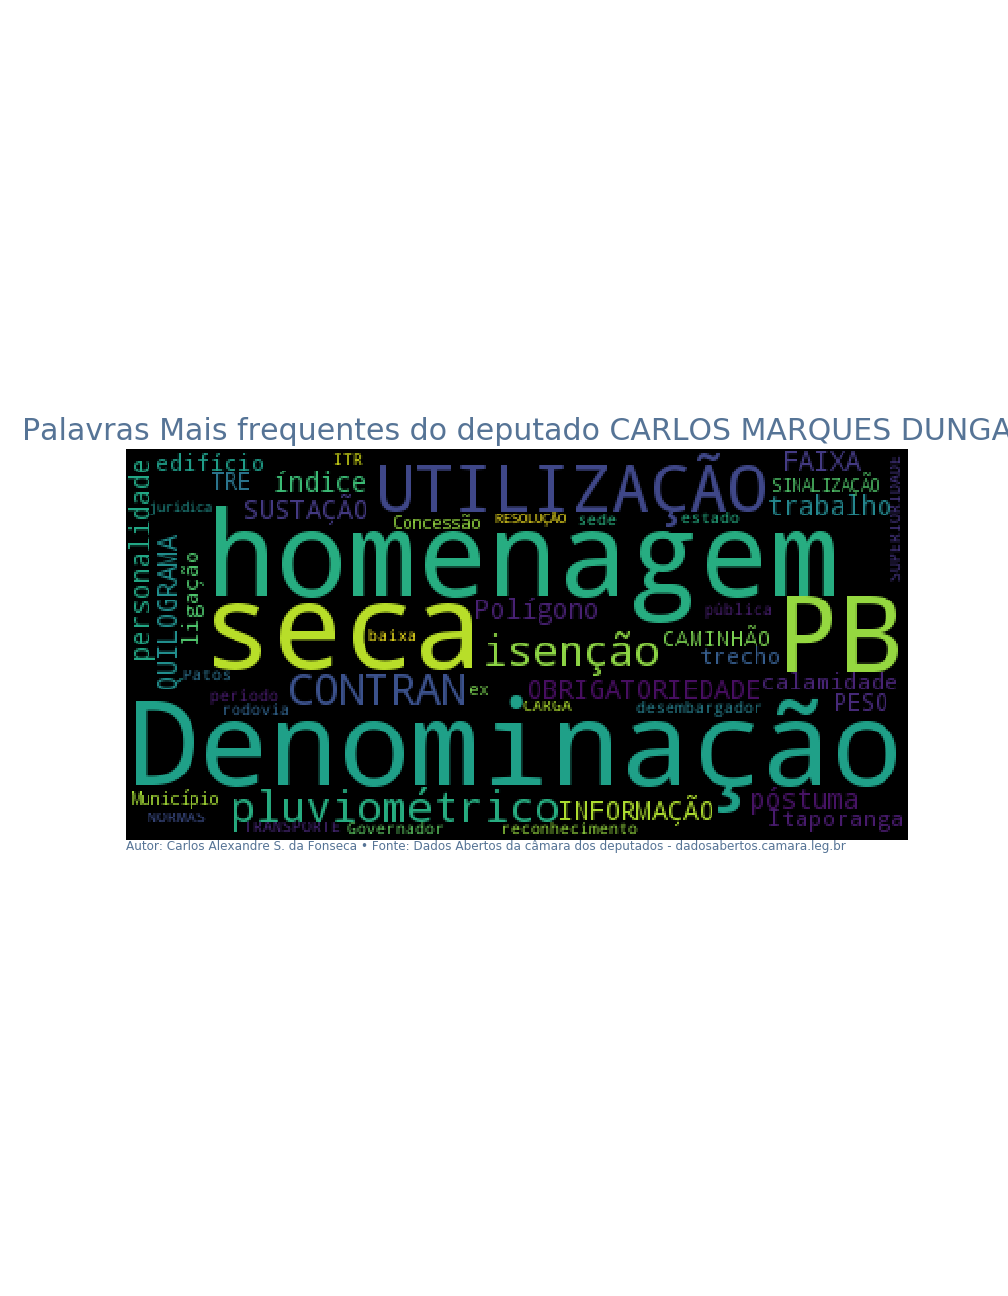 Palavras Mais frequentes do deputado CARLOS MARQUES DUNGA
edifício
ITR
UTILIZAÇÃO
FAIXA
TRE
índice
SINALIZAÇÃO
trabalho
SUPERIORIDADE
personalidade
jurídica
SUSTAÇÃO
Concessão
RESOLUÇÃO
sede
estado
homenagem
QUILOGRAMA
ligação
seca
baixa
Polígono
pública
PB
isenção
CAMINHÃO
trecho
Patos
período
rodovia
CONTRAN
ex
OBRIGATORIEDADE
calamidade
CARGA
desembargador
PESO
Denominação
Município
NORMAS
pluviométrico
INFORMAÇÃO
póstuma
Itaporanga
TRANSPORTE
Governador
reconhecimento
Autor: Carlos Alexandre S. da Fonseca • Fonte: Dados Abertos da câmara dos deputados - dadosabertos.camara.leg.br